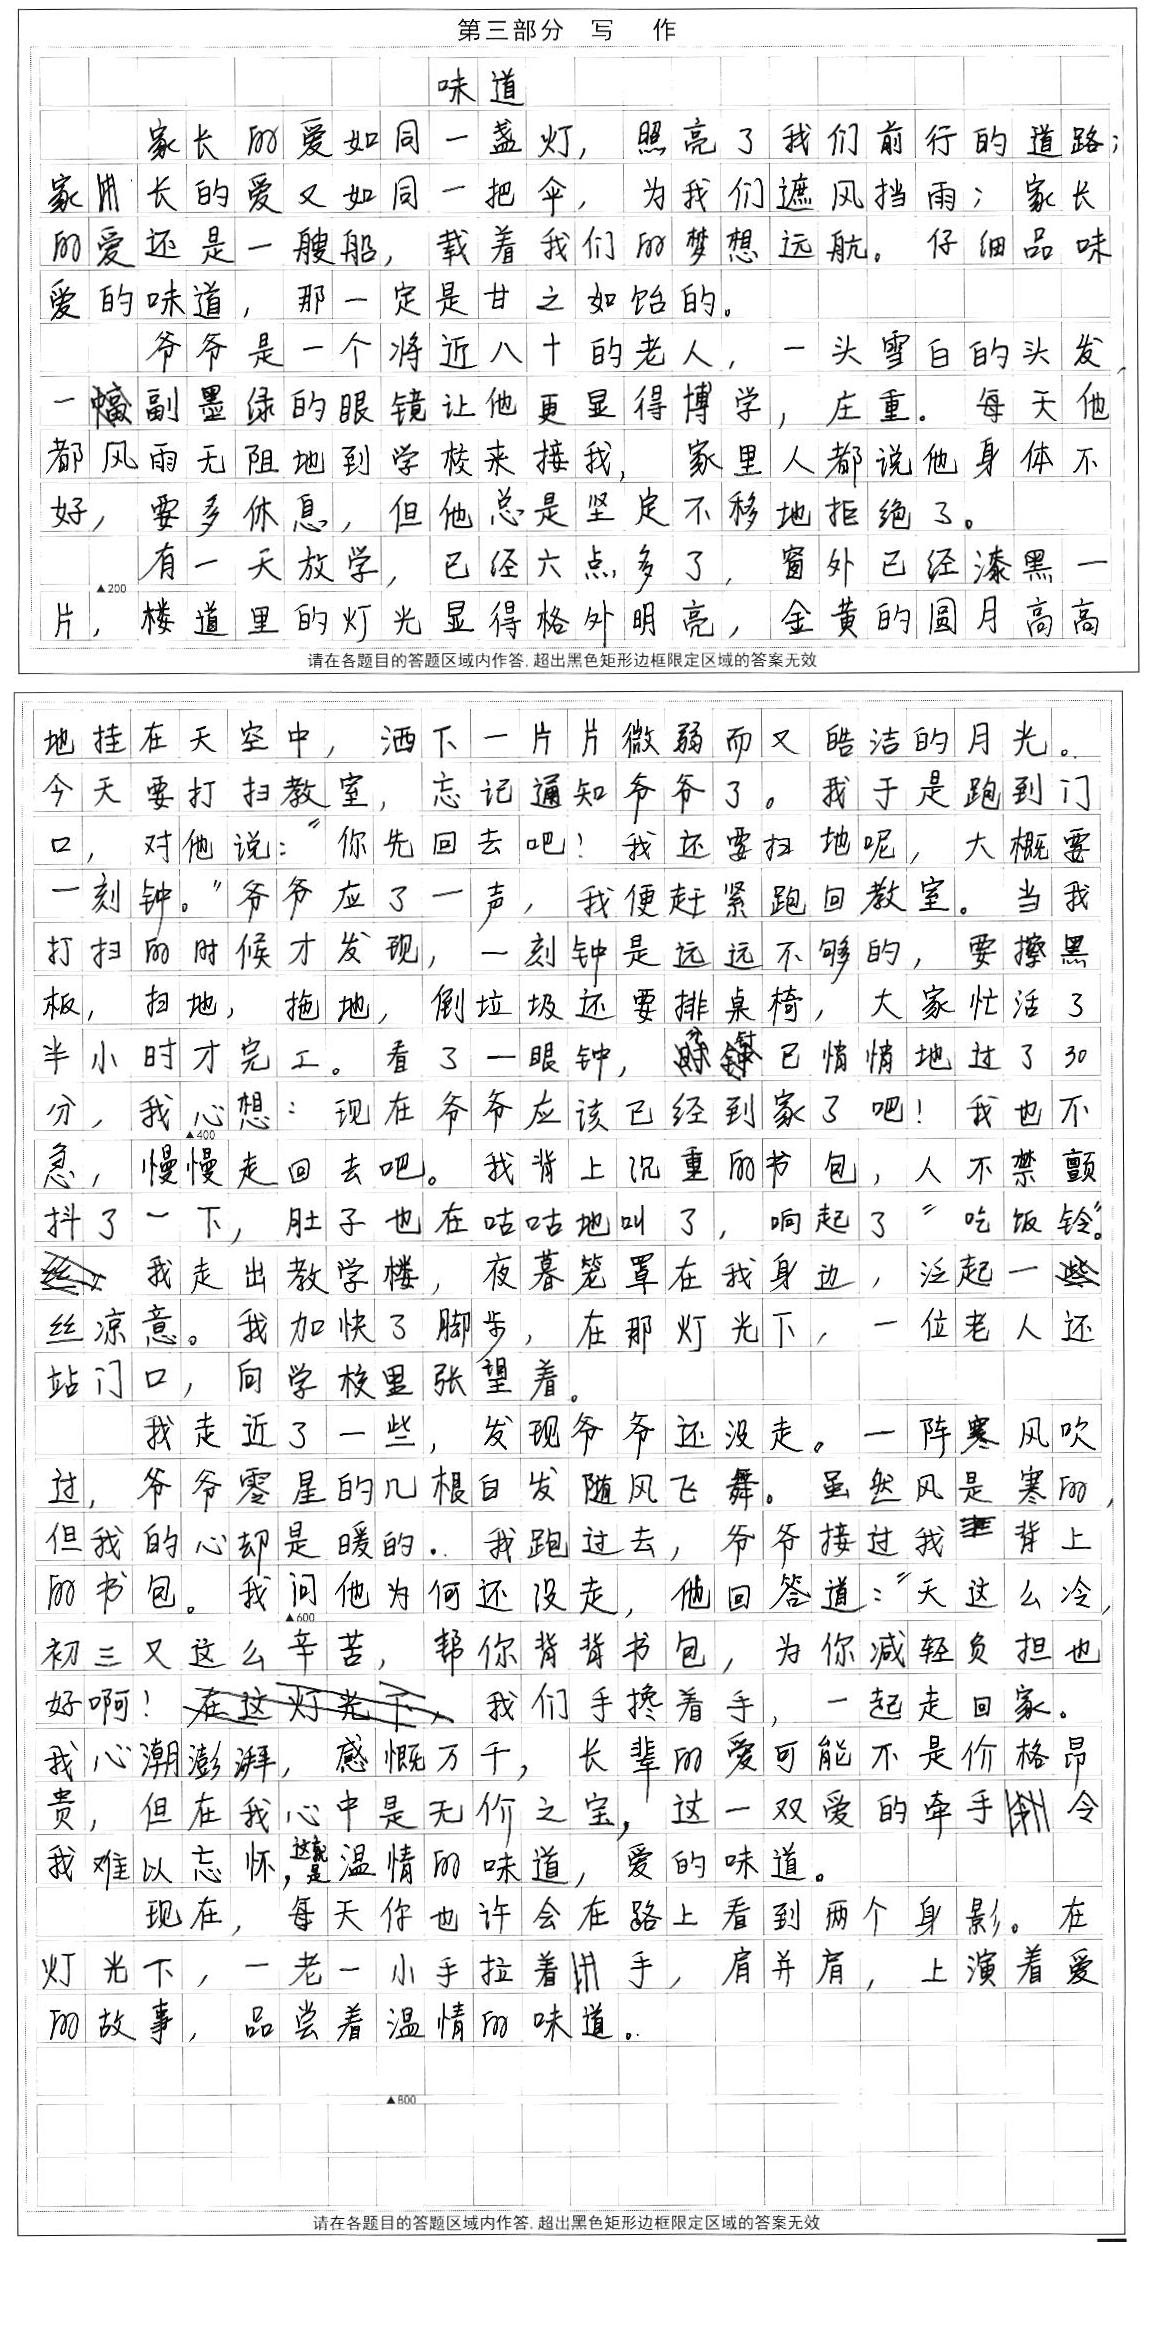 第三部分 写 作
味道
家长的爱如同一盏灯，照亮了我们前行的道路；
家长的爱又如同一把伞，为我们遮风挡雨；家长
的爱还是一艘船，载着我们的梦想远航。仔细品味
爱的味道，那一定是甘之如饴的。
爷爷是一个将近八十的老人，一头雪白的头发，
一副墨绿的眼镜让他更显得博学，庄重。每天他
都风雨无阻地到学校来接我，家里人都说他身体不
好，要多休息，但他总是坚定不移地拒绝了。
有一天放学，已经六点多了，窗外已经漆黑一
▲200
片，楼道里的灯光显得格外明亮，金黄的圆月高高
请在各题目的答题区域内作答，超出黑色矩形边框限定区域的答案无效
地挂在天空中，洒下一片片微弱而又皓洁的月光。
今天要打扫教室，忘记通知爷爷了。我于是跑到门
口，对他说：“你先回去吧！我还要扫地呢，大概要
一刻钟。”爷爷应了一声，我便赶紧跑回教室。当我
打扫的时候才发现，一刻钟是远远不够的，要擦黑
板，扫地，拖地，倒垃圾还要排桌椅，大家忙活了
半小时才完工。看了一眼钟，已悄悄地过了30
分，我心想：现在爷爷应该已经到家了吧！我也不
▲400
急，慢慢走回去吧。我背上沉重的书包，人不禁颤
抖了一下，肚子也在咕咕地叫了，响起了“吃饭铃”。
我走出教学楼，夜暮笼罩在我身边，泛起一
丝凉意。我加快了脚步，在那灯光下，一位老人还
站门口，向学校里张望着。
我走近了一些，发现爷爷还没走。一阵寒风吹
过，爷爷零星的几根白发随风飞舞。虽然风是寒的，
但我的心却是暖的。我跑过去，爷爷接过我背上
的书包。我问他为何还没走，他回答道：“天这么冷，
▲600
初三又这么辛苦，帮你背背书包，为你减轻负担也
好啊！我们手搀着手，一起走回家。
我心潮澎湃，感慨万千，长辈的爱可能不是价格昂
贵，但在我心中是无价之宝，这一双爱的牵手令
我难以忘怀，这就是温情的味道，爱的味道。
现在，每天你也许会在路上看到两个身影。在
灯光下，一老一小手拉着手，肩并肩，上演着爱
的故事，品尝着温情的味道。
▲800
请在各题目的答题区域内作答，超出黑色矩形边框限定区域的答案无效